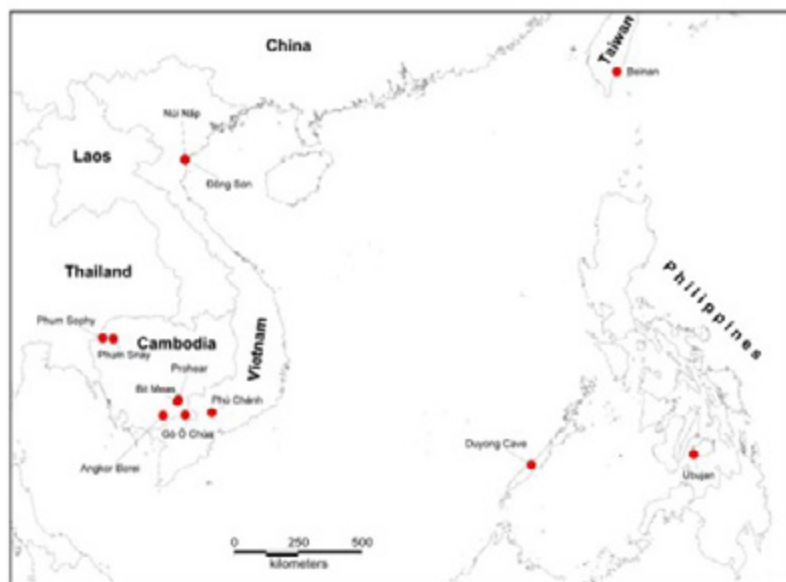 China
Taiwan
Beinan
Núi Nấp
Laos
Đông Sơn
Thailand
Philippines
Phum Sophy
Cambodia
Phum Snay
Vietnam
Prohear
Bit Meas
Phú Chánh
Gò Ô Chùa
Duyong Cave
Angkor Borei
Ubujan
0 250 500
kilometers